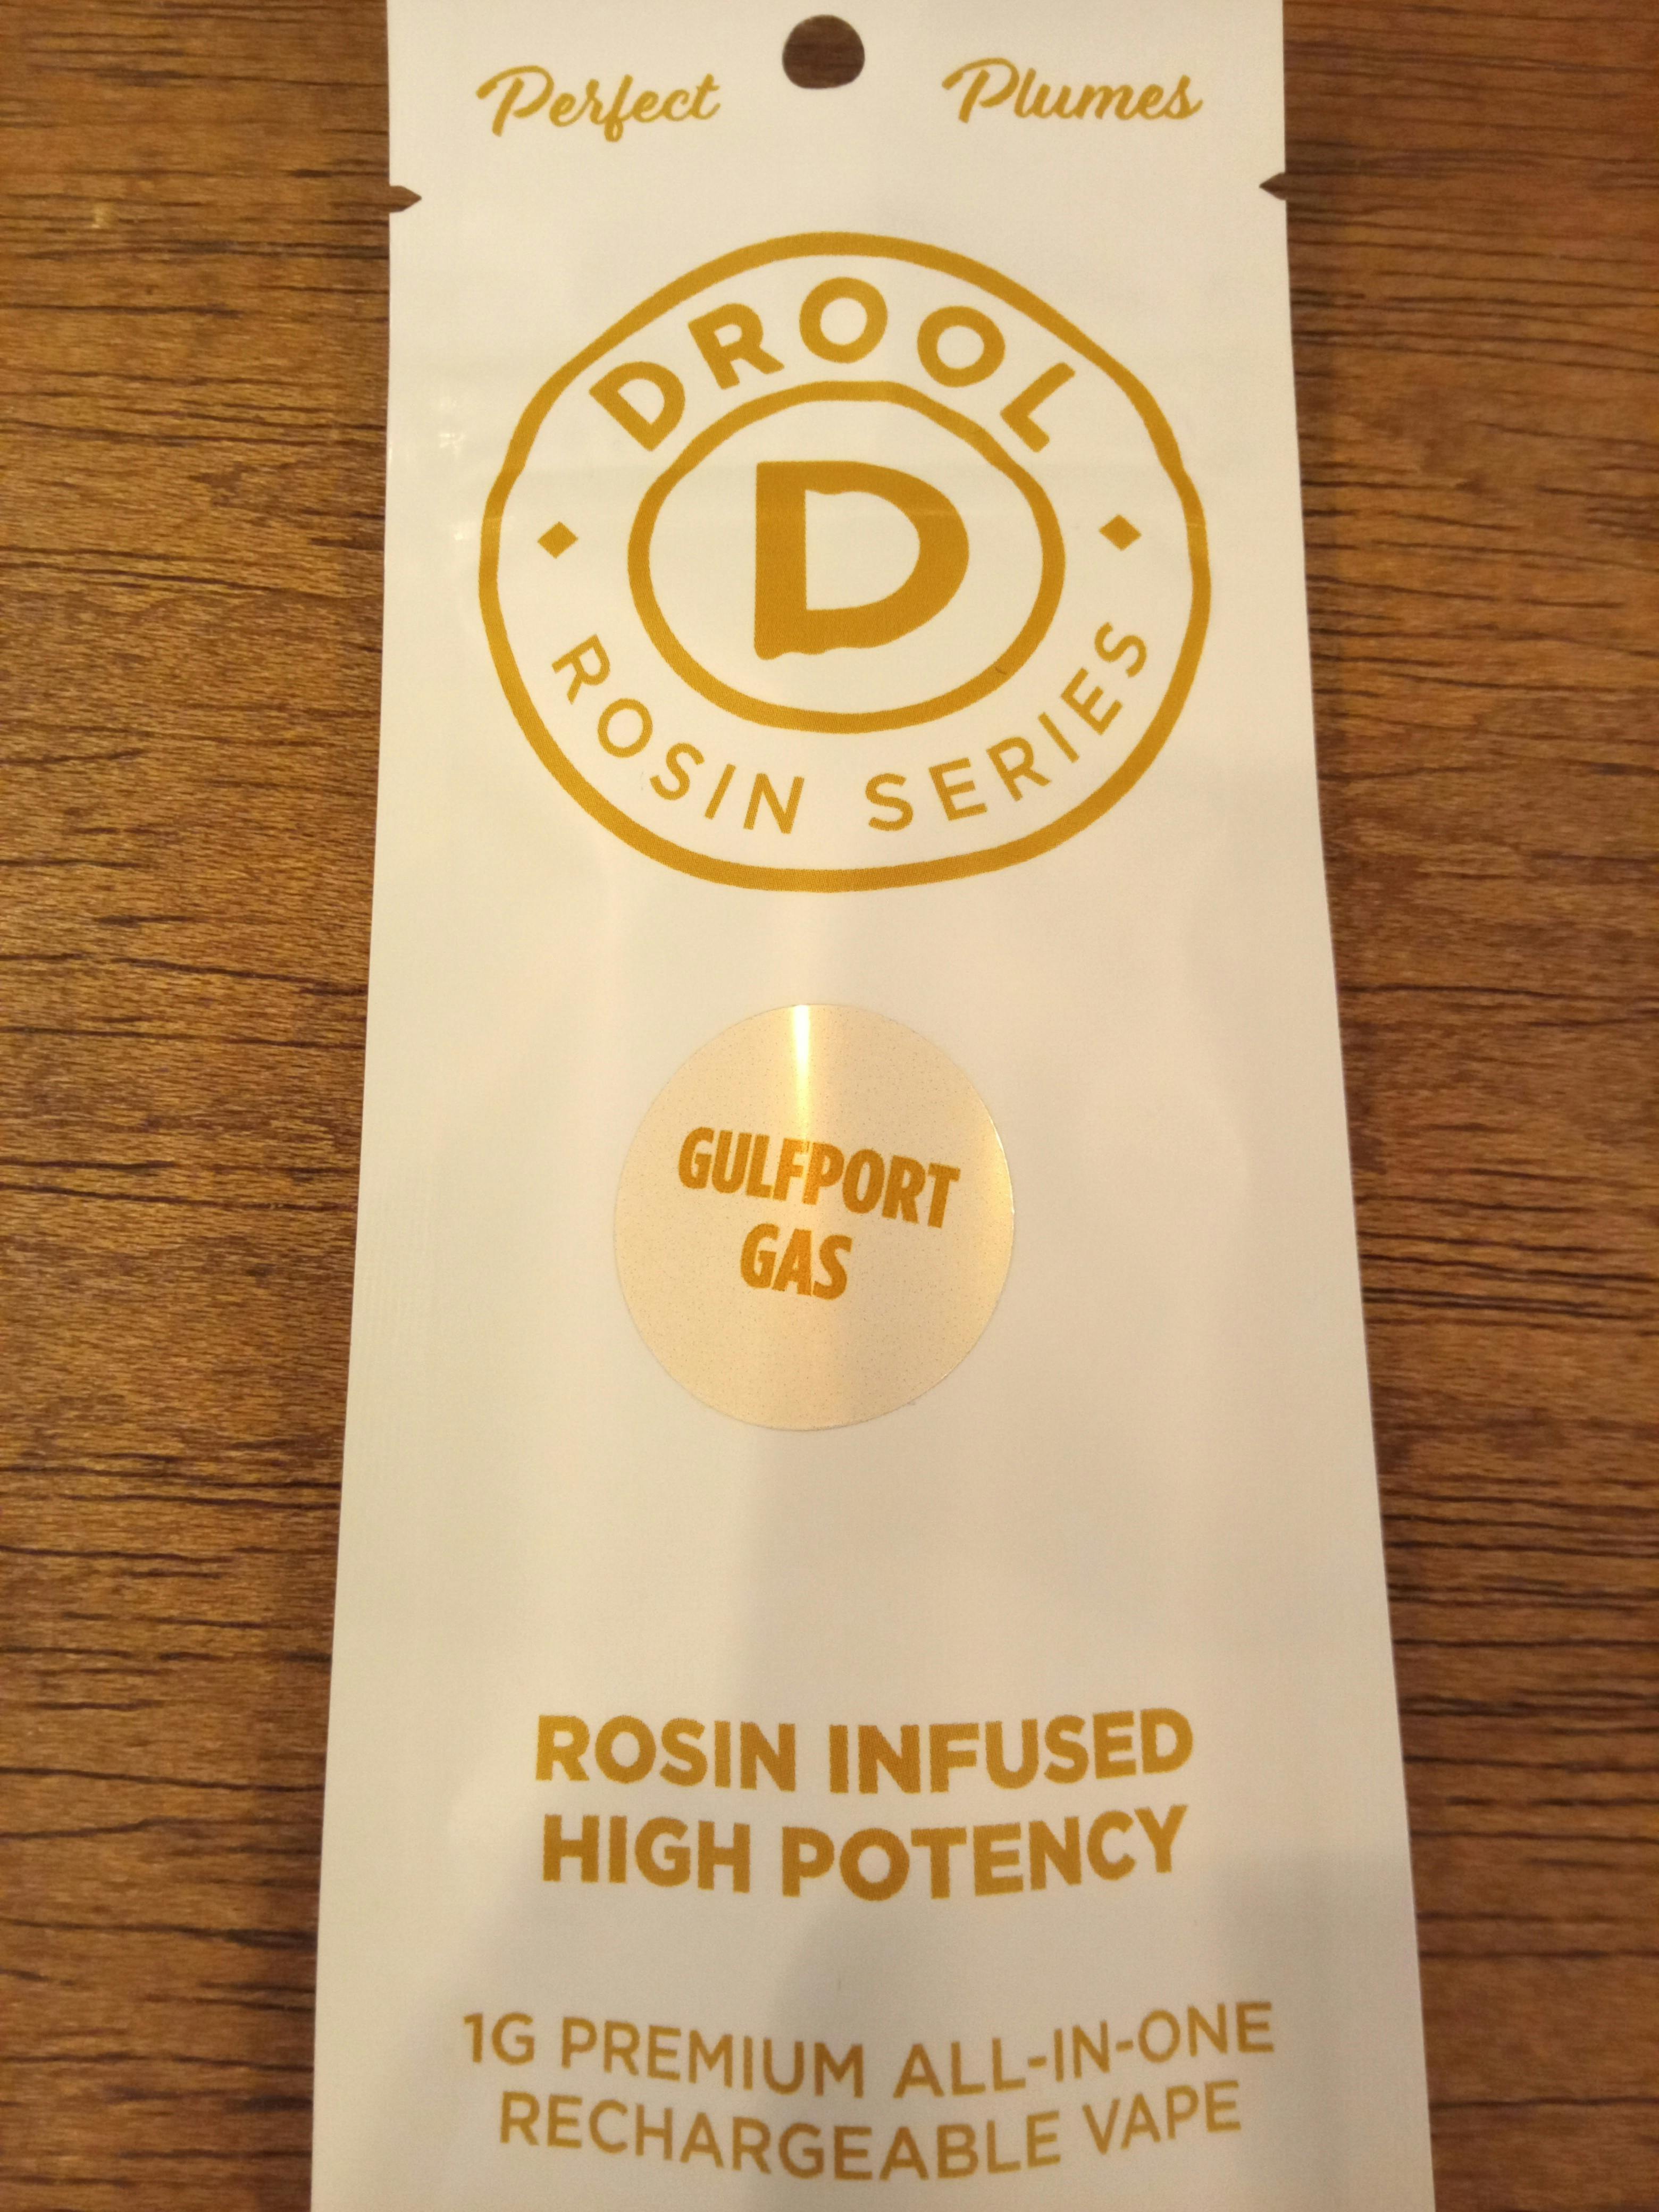 Perfect Plumes
DROOL
D
ROSIN SERIES
GULFPORT
GAS
ROSIN INFUSED
HIGH POTENCY
1G PREMIUM ALL-IN-ONE
RECHARGEABLE VAPE